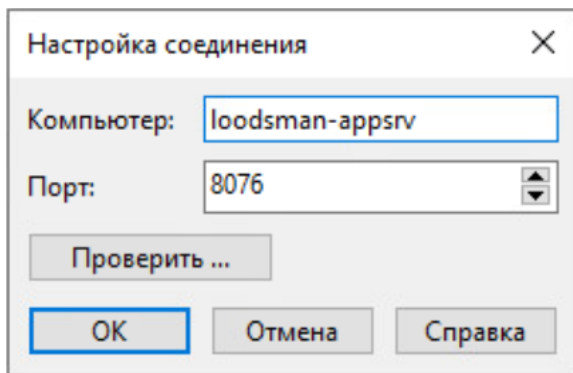 Настройка соединения
Компьютер: loodsman-appsrv
Порт: 8076
Проверить ...
OK Отмена Справка